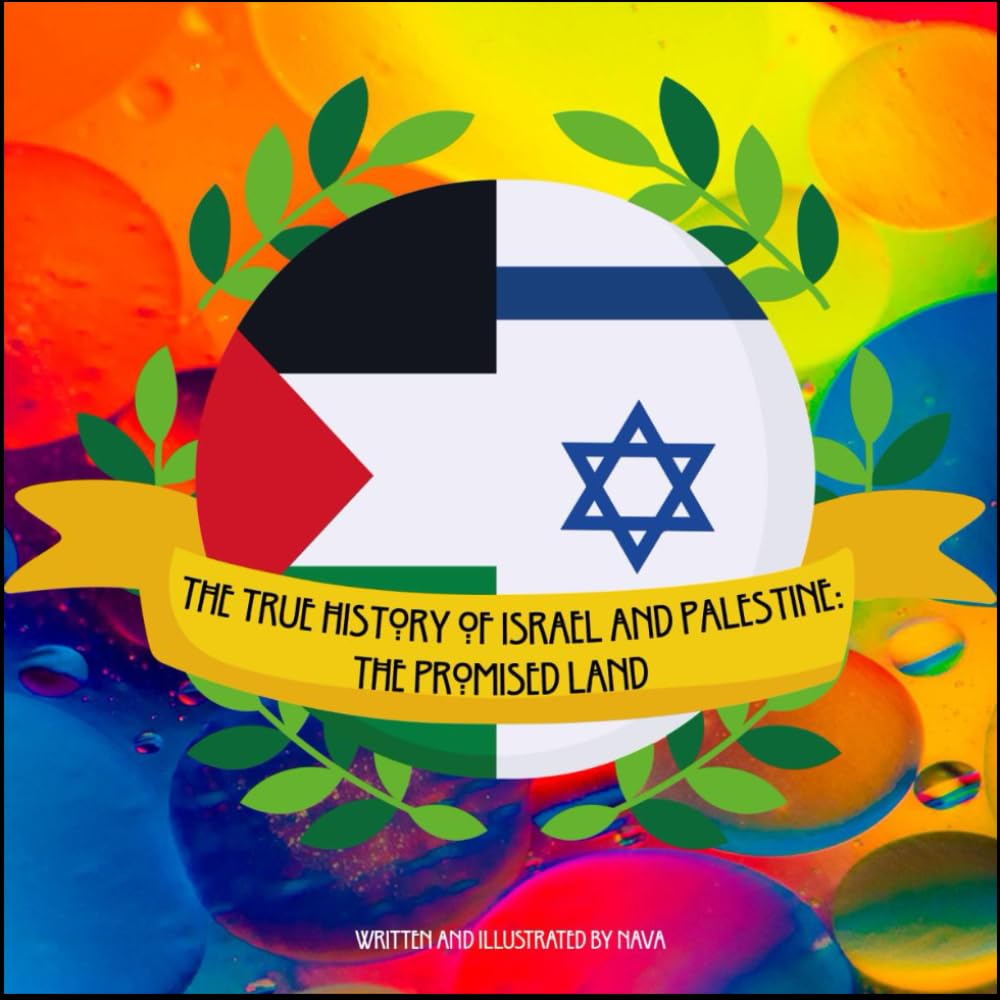 THE TRUE HISTORY OF ISRAEL AND PALESTINE:
THE PROMISED LAND
WRITTEN AND ILLUSTRATED BY NAVA